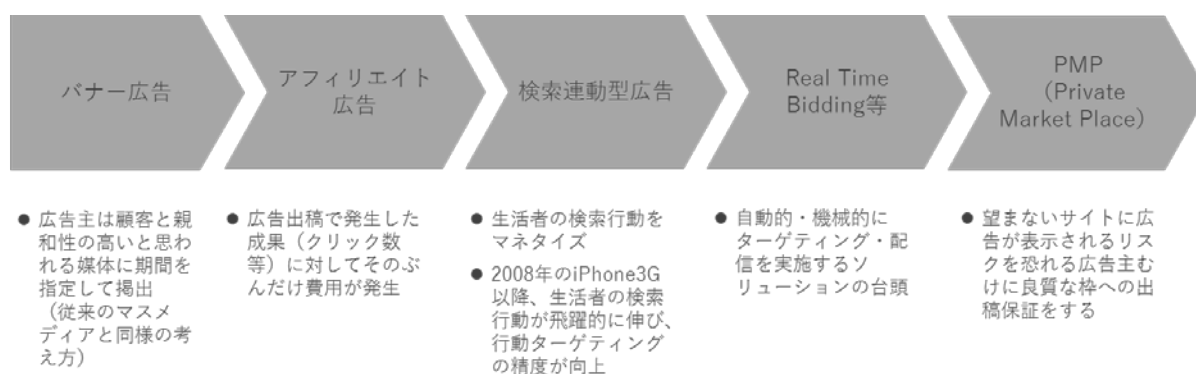 バナー広告
アフィリエイト
広告
検索連動型広告
Real Time
Bidding等
PMP
（Private
Market Place）
● 広告主は顧客と親
和性の高いと思わ
れる媒体に期間を
指定して掲出
（従来のマスメ
ディアと同様の考
え方）
● 広告出稿で発生した
成果（クリック数
等）に対してそのぶ
んだけ費用が発生
● 生活者の検索行動を
マネタイズ
● 2008年のiPhone3G
以降、生活者の検索
行動が飛躍的に伸び、
行動ターゲティング
の精度が向上
● 自動的・機械的に
ターゲティング・配
信を実施するソ
リューションの台頭
● 望まないサイトに広
告が表示されるリス
クを恐れる広告主む
けに良質な枠への出
稿保証をする